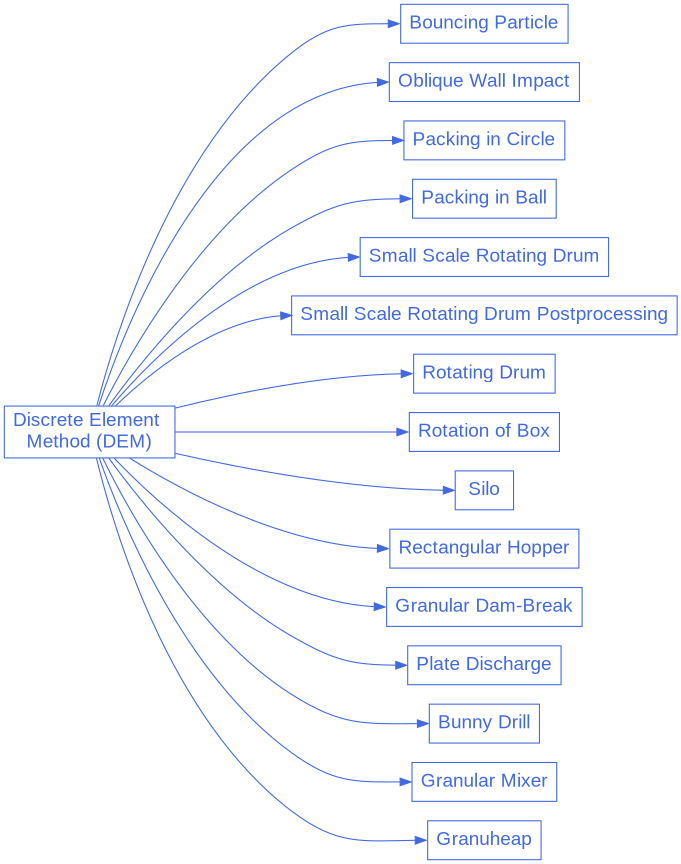 Bouncing Particle
Oblique Wall Impact
Packing in Circle
Packing in Ball
Small Scale Rotating Drum
Small Scale Rotating Drum Postprocessing
Rotating Drum
Discrete Element
Method (DEM)
Rotation of Box
Silo
Rectangular Hopper
Granular Dam-Break
Plate Discharge
Bunny Drill
Granular Mixer
Granuheap